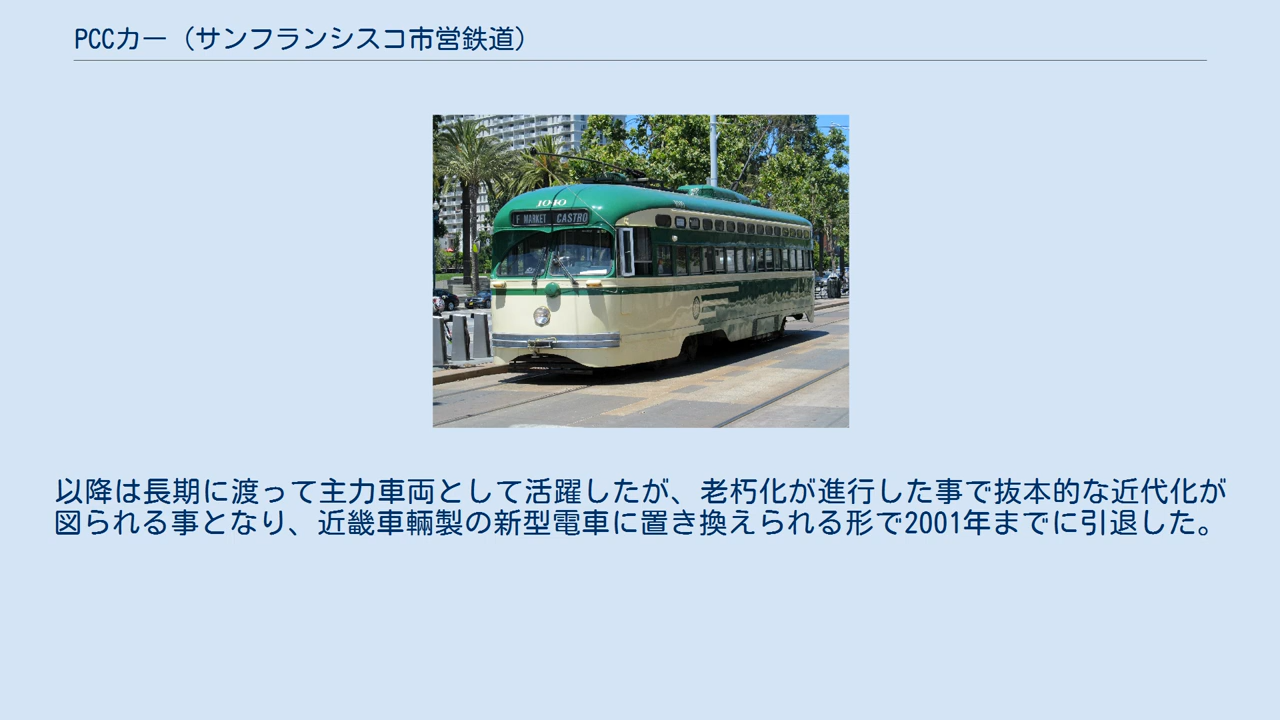 PCCカー（サンフランシスコ市営鉄道）
1040
F MARKET CASTRO
以降は長期に渡って主力車両として活躍したが、老朽化が進行した事で抜本的な近代化が
図られる事となり、近畿車輛製の新型電車に置き換えられる形で2001年までに引退した。